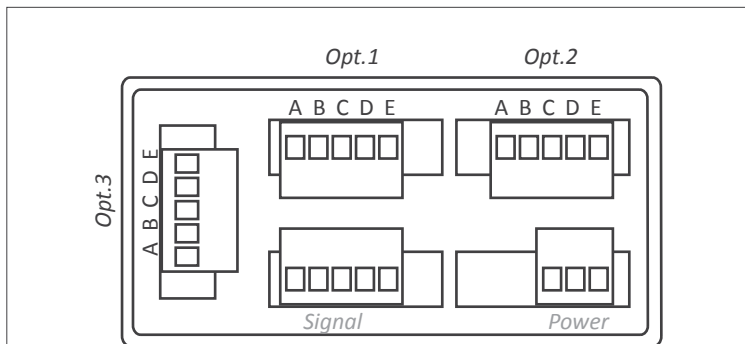 Opt.1 Opt.2
A B C D E A B C D E
Opt.3
A B C D E
Signal Power